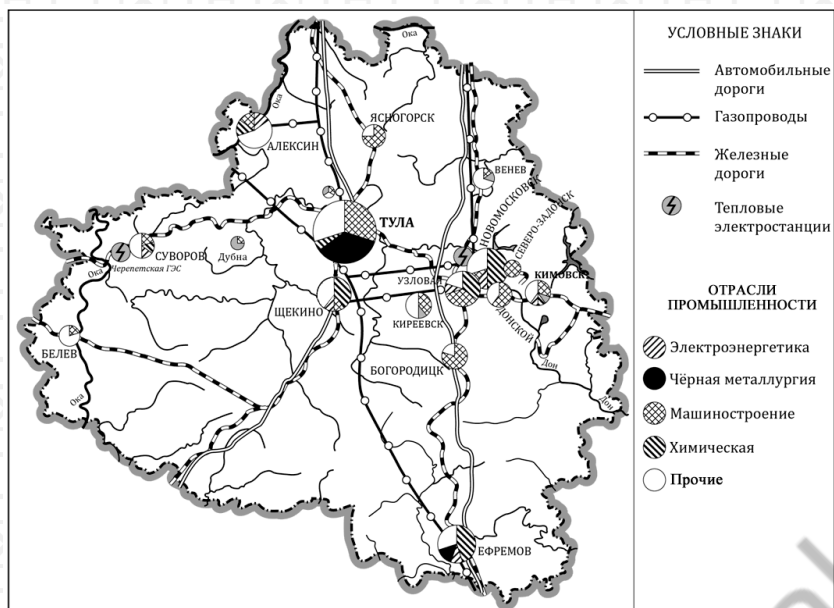 Ока
Ока
ЯСНОГОРСК
АЛЕКСИН
ВЕНЕВ
НОВОМОСКОВСК
СЕВЕРО-ЗАДОНСК
ТУЛА
СУВОРОВ
Дубна
Черепетская ГЭС
Ока
УЗЛОВАЯ
КИМОВСК
ЩЕКИНО
КИРЕЕВСК
ДОНСКОЙ
БЕЛЕВ
БОГОРОДИЦК
Дон
Ока
Дон
ЕФРЕМОВ
УСЛОВНЫЕ ЗНАКИ
Автомобильные
дороги
Газопроводы
Железные
дороги
Тепловые
электростанции
ОТРАСЛИ
ПРОМЫШЛЕННОСТИ
Электроэнергетика
Чёрная металлургия
Машиностроение
Химическая
Прочие